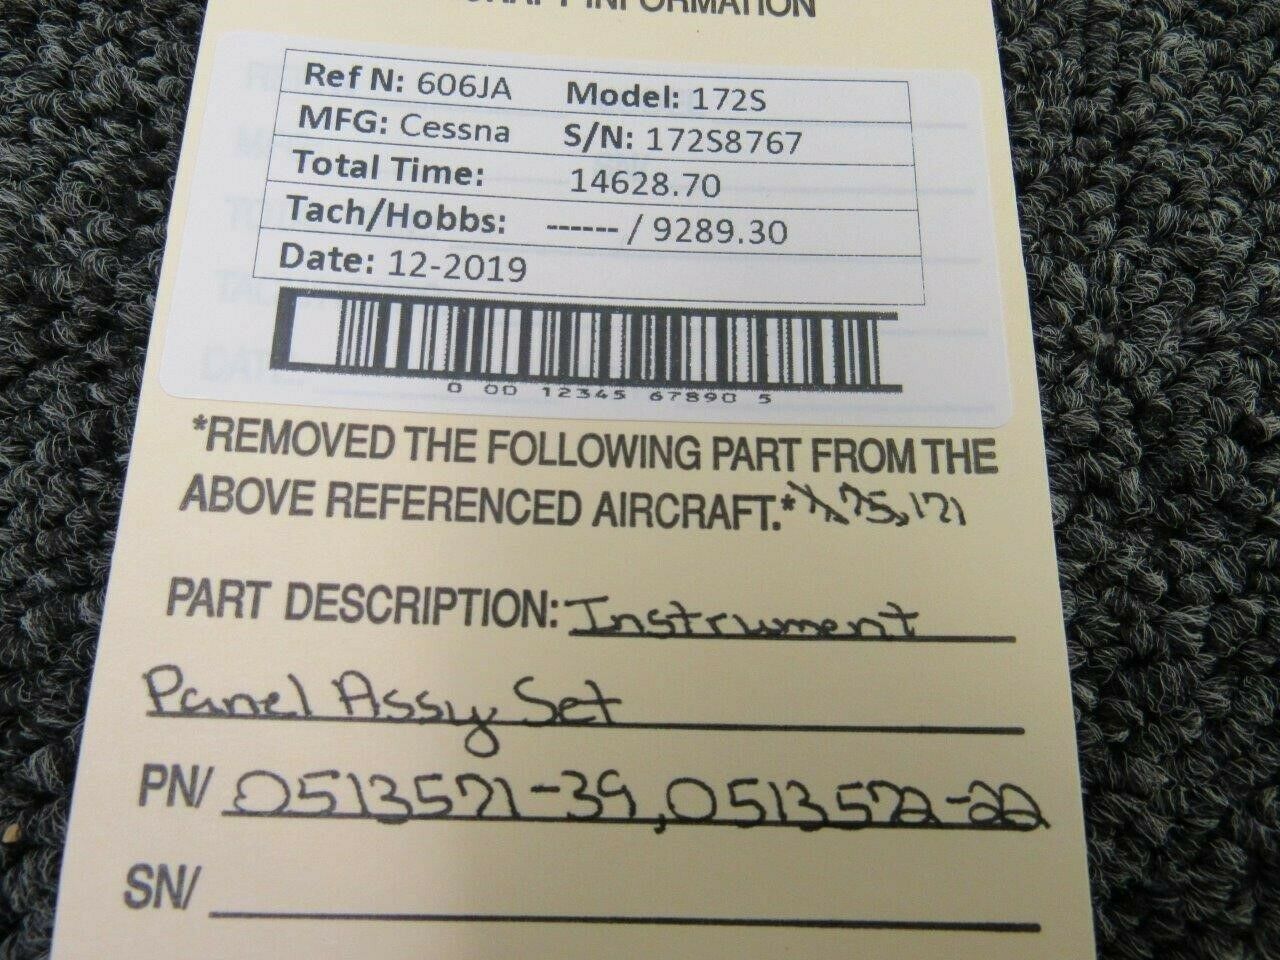 INFORMATION
Ref N: 606JA Model: 172S
MFG: Cessna S/N: 172S8767
Total Time: 14628.70
Tach/Hobbs: ------ / 9289.30
Date: 12-2019
0 00 12345 67890 5
*REMOVED THE FOLLOWING PART FROM THE
ABOVE REFERENCED AIRCRAFT.*
PART DESCRIPTION: Instrument
Panel Assy Set
PN/ 0513571-39, 0513572-22
SN/